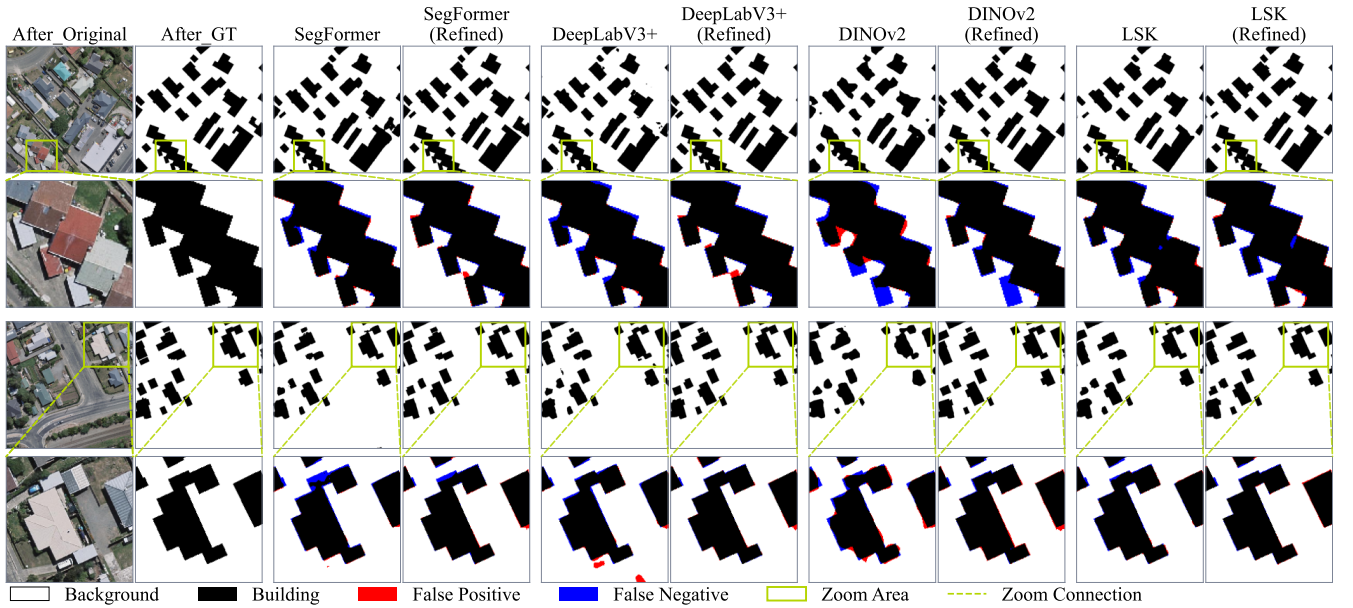 After_Original After_GT SegFormer SegFormer (Refined) DeepLabV3+ DeepLabV3+ (Refined) DINOv2 DINOv2 (Refined) LSK LSK (Refined)
Background Building False Positive False Negative Zoom Area Zoom Connection